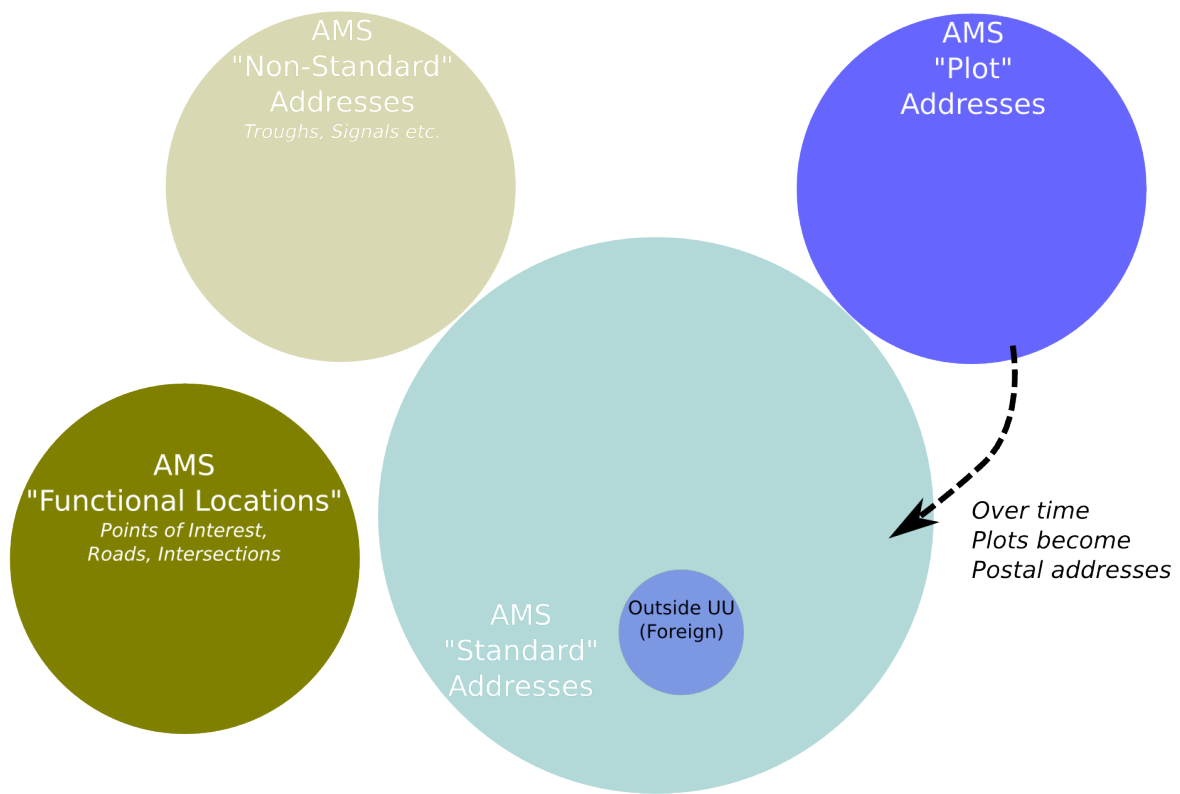 AMS
"Non-Standard"
Addresses
Troughs, Signals etc.
AMS
"Plot"
Addresses
AMS
"Functional Locations"
Points of Interest,
Roads, Intersections
Over time
Plots become
Postal addresses
Outside UU
(Foreign)
AMS
"Standard"
Addresses